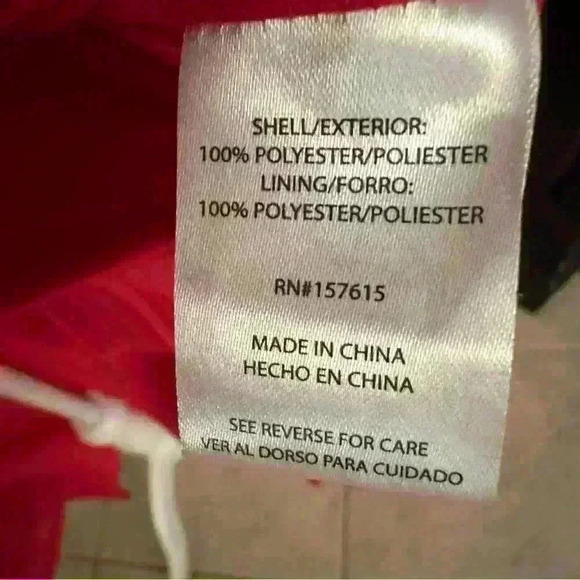 SHELL/EXTERIOR:
100% POLYESTER/POLIESTER
LINING/FORRO:
100% POLYESTER/POLIESTER
RN#157615
MADE IN CHINA
HECHO EN CHINA
SEE REVERSE FOR CARE
VER AL DORSO PARA CUIDADO